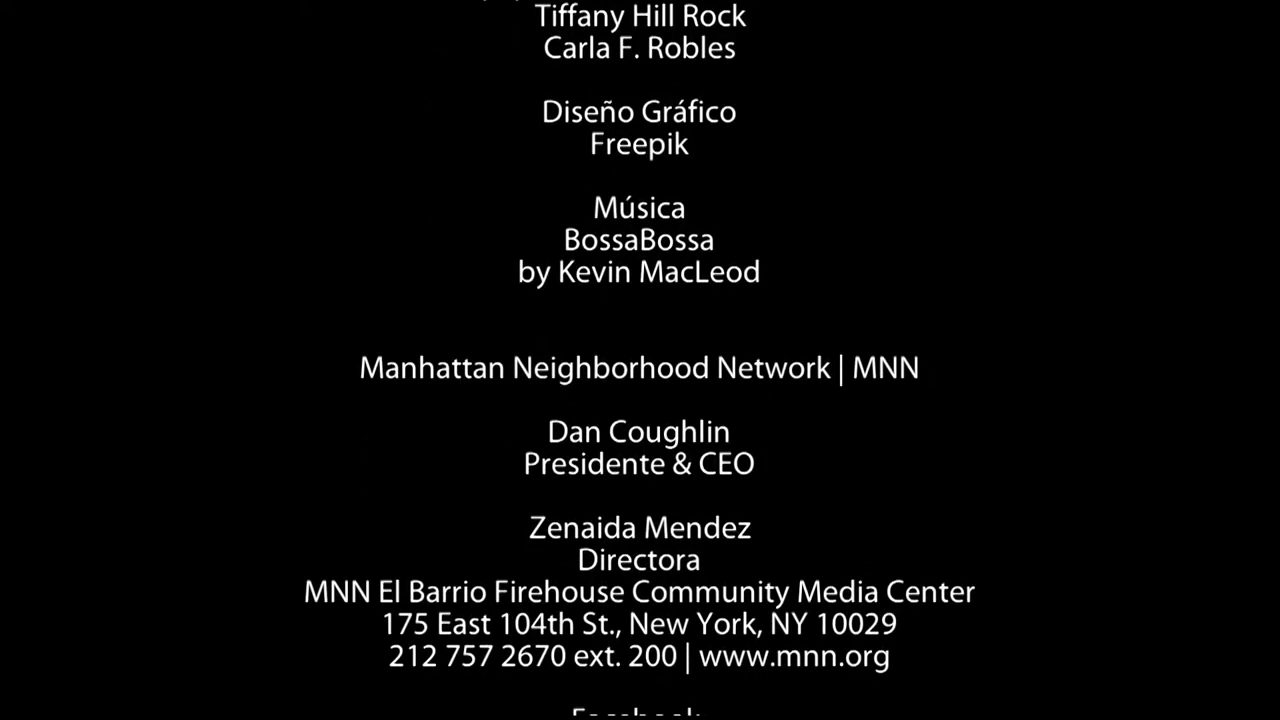 Tiffany Hill Rock
Carla F. Robles
Diseño Gráfico
Freepik
Música
BossaBossa
by Kevin MacLeod
Manhattan Neighborhood Network | MNN
Dan Coughlin
Presidente & CEO
Zenaida Mendez
Directora
MNN El Barrio Firehouse Community Media Center
175 East 104th St., New York, NY 10029
212 757 2670 ext. 200 | www.mnn.org
Facebook